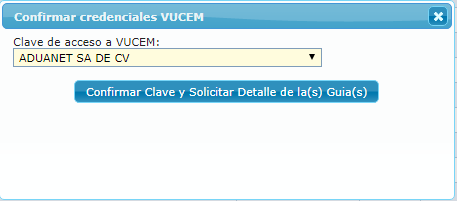 Confirmar credenciales VUCEM
Clave de acceso a VUCEM:
ADUANET SA DE CV
Confirmar Clave y Solicitar Detalle de la(s) Guia(s)